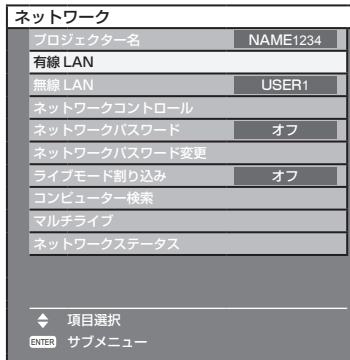 ネットワーク
プロジェクター名 NAME1234
有線 LAN
無線 LAN USER1
ネットワークコントロール
ネットワークパスワード オフ
ネットワークパスワード変更
ライブモード割り込み オフ
コンピューター検索
マルチライブ
ネットワークステータス
項目選択
ENTER サブメニュー